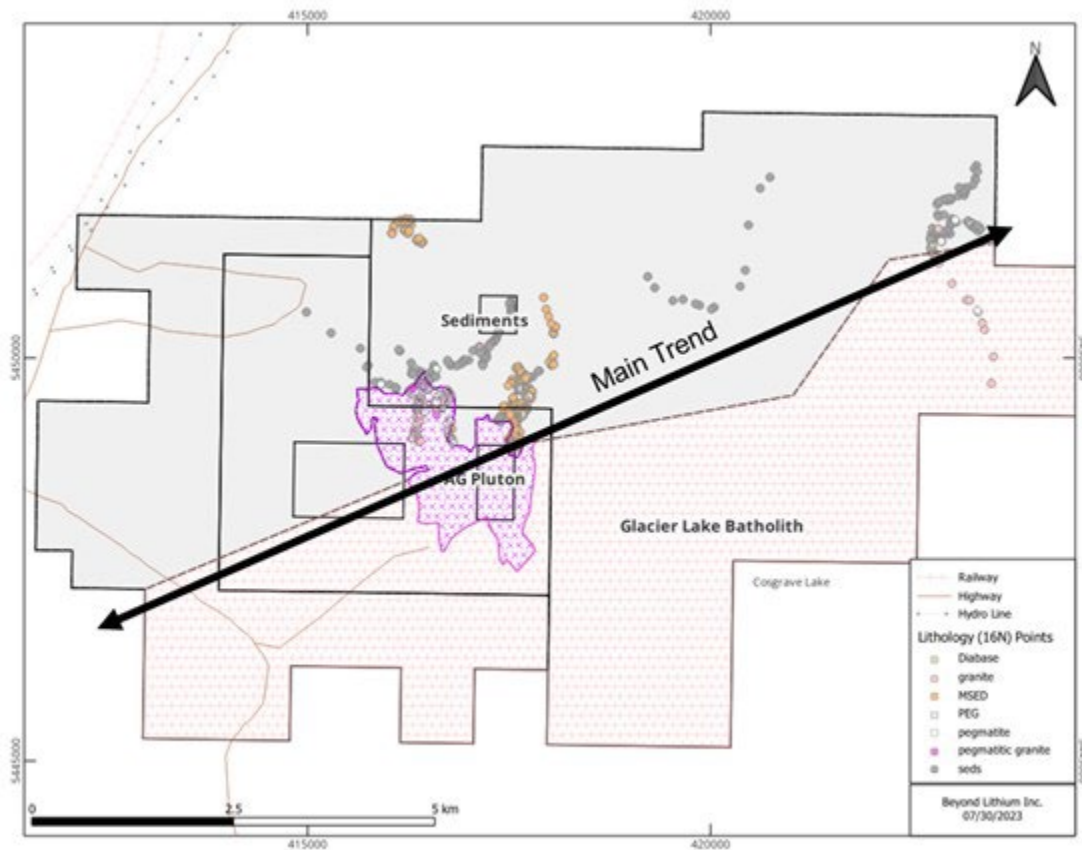 415000
420000
N
Sediments
5450000
Main Trend
AG Pluton
Glacier Lake Batholith
Cosgrave Lake
Railway
Highway
Hydro Line
Lithology (16N) Points
Diabase
granite
MSED
PEG
pegmatite
pegmatitic granite
seds
5445000
Beyond Lithium Inc.
07/30/2023
0
2.5
5 km
415000
420000